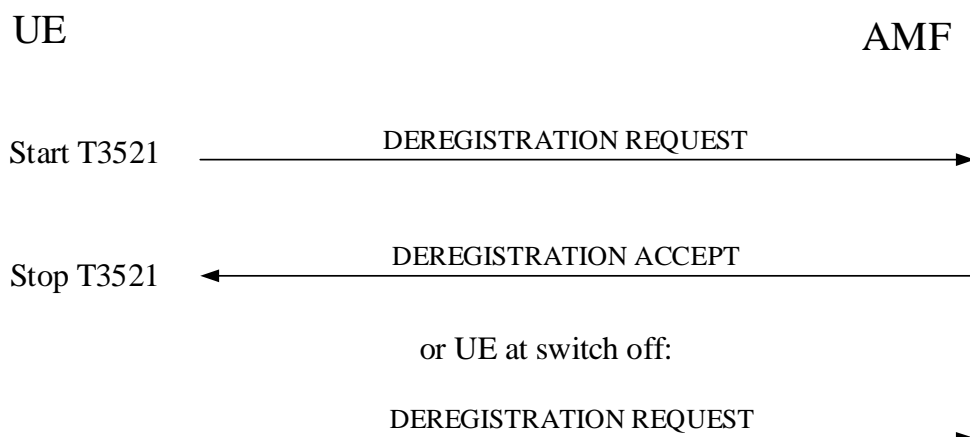 UE
AMF
Start T3521
DEREGISTRATION REQUEST
Stop T3521
DEREGISTRATION ACCEPT
or UE at switch off:
DEREGISTRATION REQUEST